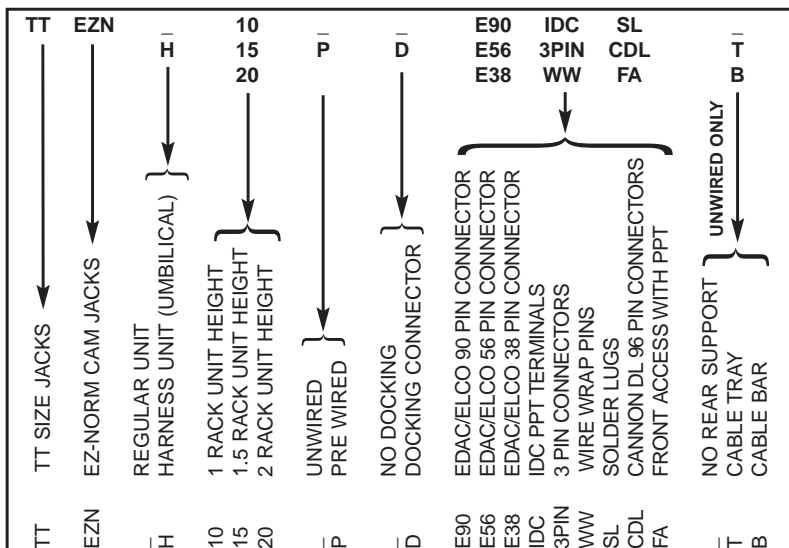 TT EZN _ 10 _ _ E90 IDC SL _
H 15 P D E56 3PIN CDL T
20 E38 WW FA B
UNWIRED ONLY
TT TT SIZE JACKS
EZN EZ-NORM CAM JACKS
_ REGULAR UNIT
H HARNESS UNIT (UMBILICAL)
10 1 RACK UNIT HEIGHT
15 1.5 RACK UNIT HEIGHT
20 2 RACK UNIT HEIGHT
_ UNWIRED
P PRE WIRED
_ NO DOCKING
D DOCKING CONNECTOR
E90 EDAC/ELCO 90 PIN CONNECTOR
E56 EDAC/ELCO 56 PIN CONNECTOR
E38 EDAC/ELCO 38 PIN CONNECTOR
IDC IDC PPT TERMINALS
3PIN 3 PIN CONNECTORS
WW WIRE WRAP PINS
SL SOLDER LUGS
CDL CANNON DL 96 PIN CONNECTORS
FA FRONT ACCESS WITH PPT
_ NO REAR SUPPORT
T CABLE TRAY
B CABLE BAR